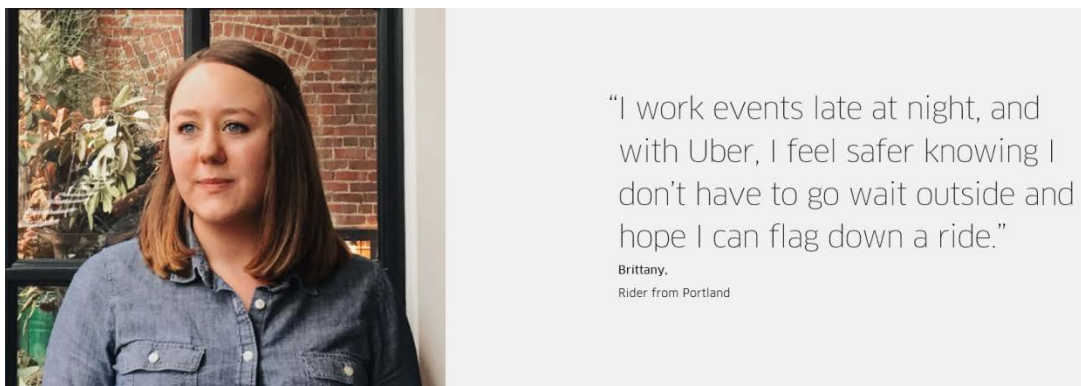 “I work events late at night, and
with Uber, I feel safer knowing I
don’t have to go wait outside and
hope I can flag down a ride.”
Brittany,
Rider from Portland